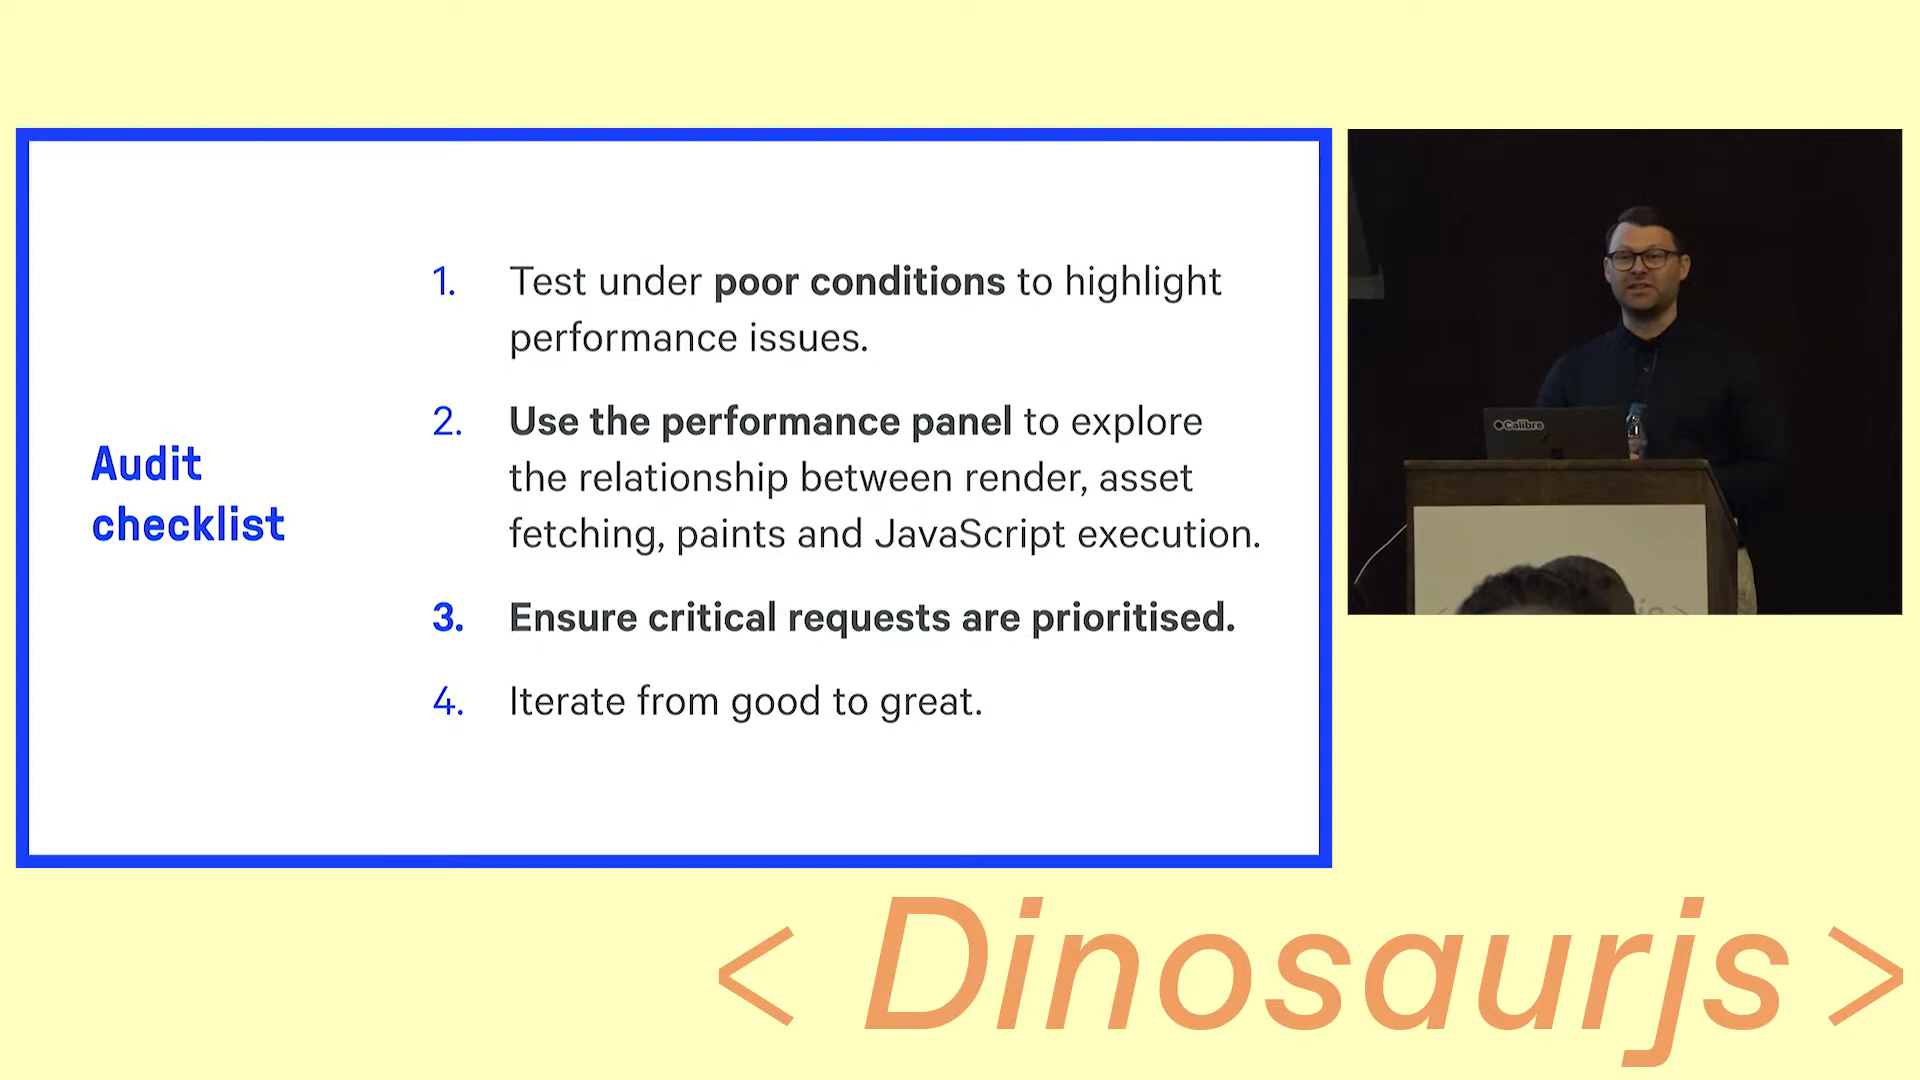 Audit
checklist
1. Test under poor conditions to highlight
performance issues.
2. Use the performance panel to explore
the relationship between render, asset
fetching, paints and JavaScript execution.
3. Ensure critical requests are prioritised.
4. Iterate from good to great.
Calibre
< Dinosaurjs >